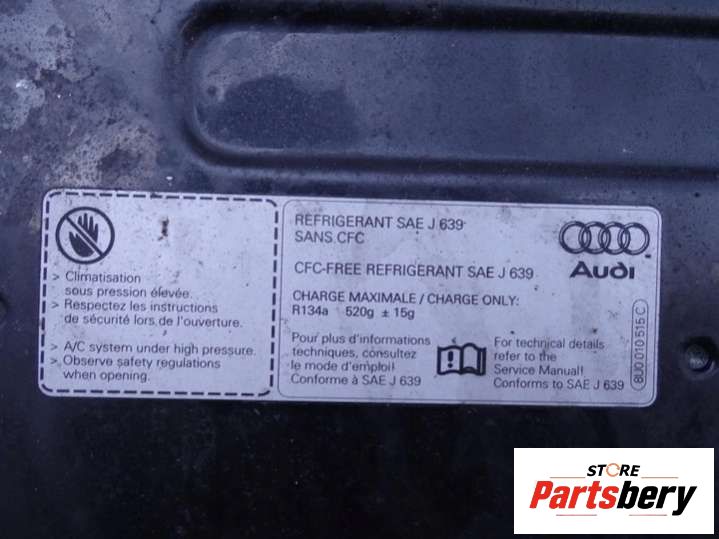 > Climatisation
sous pression élevée.
> Respectez les instructions
de sécurité lors de l'ouverture.
> A/C system under high pressure.
> Observe safety regulations
when opening.
REFRIGERANT SAE J 639
SANS CFC
CFC-FREE REFRIGERANT SAE J 639
CHARGE MAXIMALE / CHARGE ONLY:
R134a 520g ± 15g
Pour plus d'informations
techniques, consultez
le mode d'emploi!
Conforme à SAE J 639
For technical details
refer to the
Service Manual!
Conforms to SAE J 639
Audi
8U0 010 515 C
STORE
Partsbery